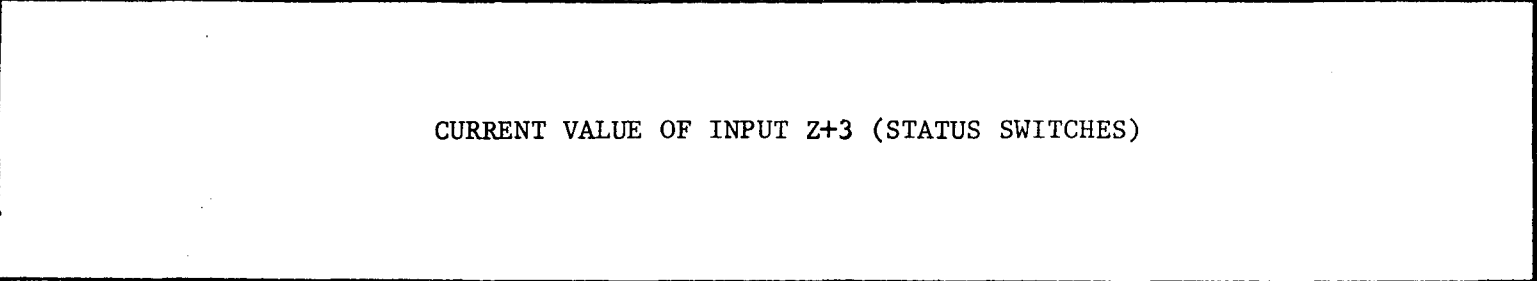 CURRENT VALUE OF INPUT Z+3 (STATUS SWITCHES)